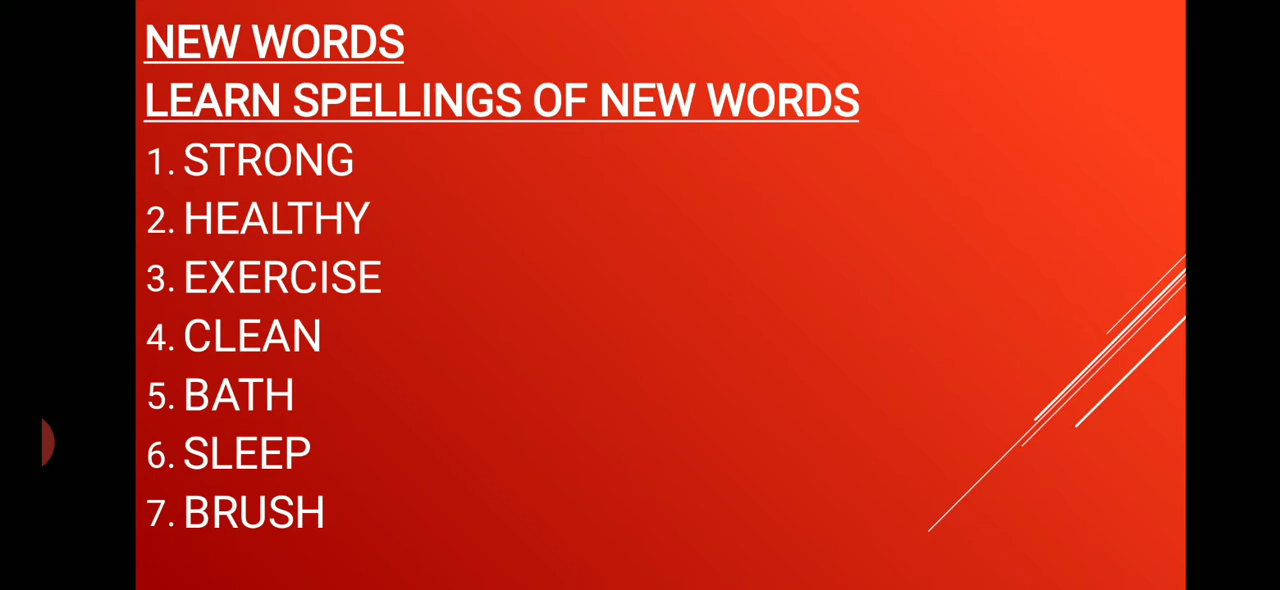 NEW WORDS
LEARN SPELLINGS OF NEW WORDS
1. STRONG
2. HEALTHY
3. EXERCISE
4. CLEAN
5. BATH
6. SLEEP
7. BRUSH